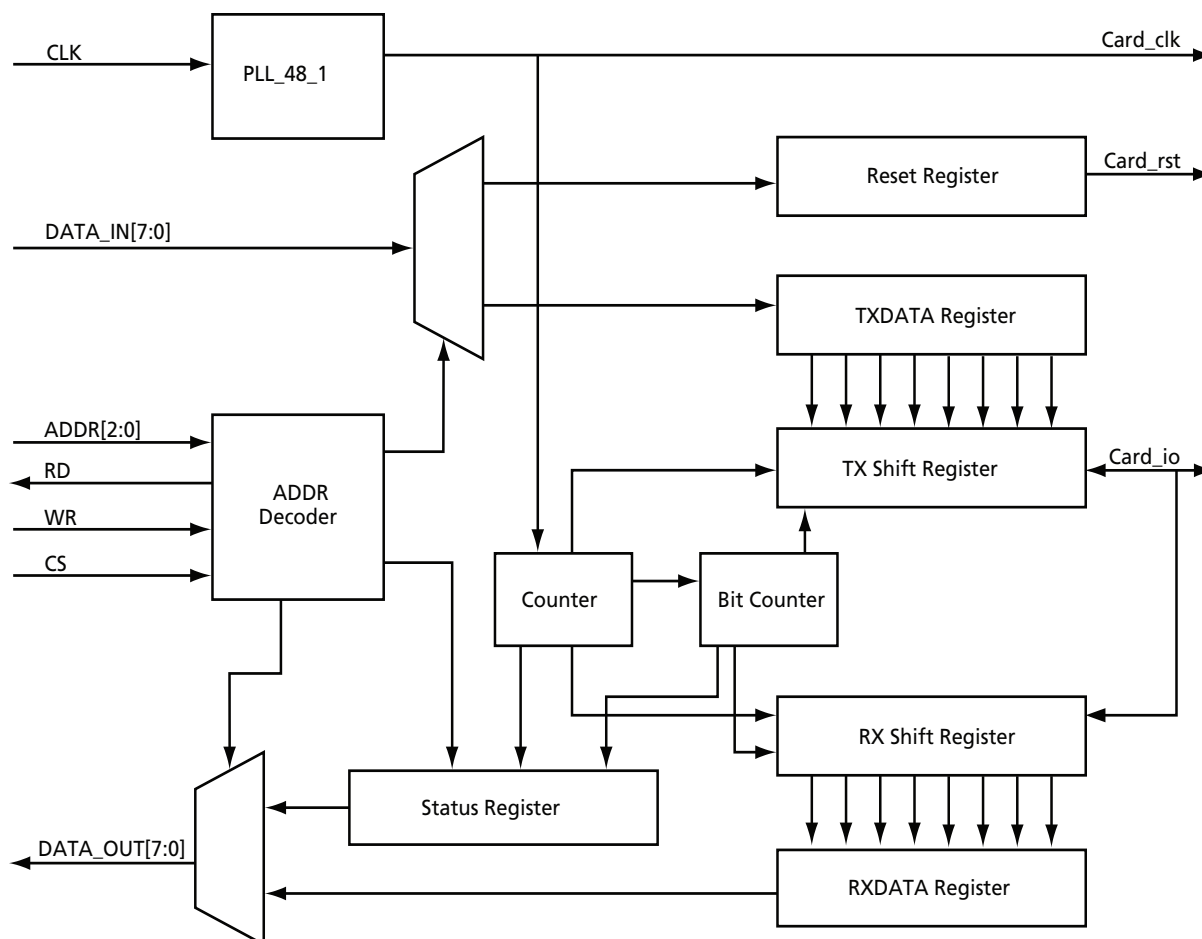 CLK
PLL_48_1
Card_clk
Reset Register
Card_rst
DATA_IN[7:0]
TXDATA Register
ADDR[2:0]
RD
WR
CS
ADDR
Decoder
TX Shift Register
Card_io
Counter
Bit Counter
RX Shift Register
Status Register
DATA_OUT[7:0]
RXDATA Register